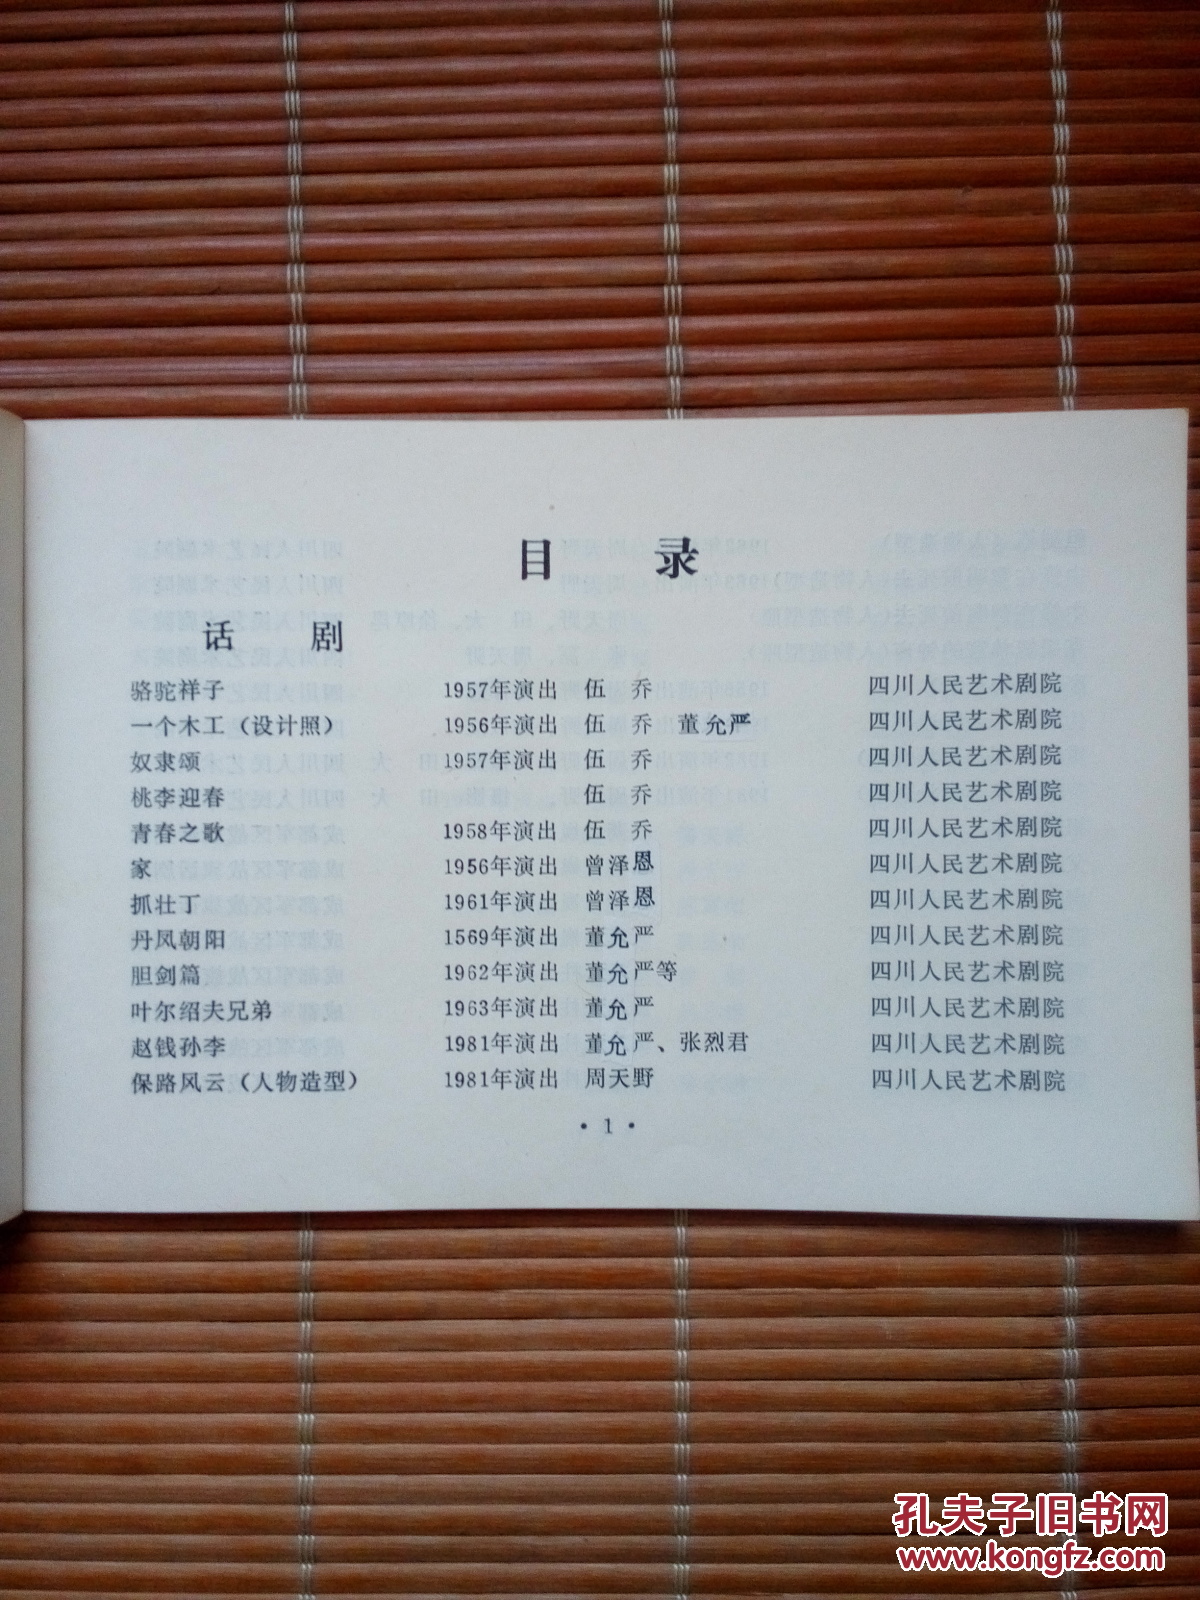 目 录
话 剧
骆驼祥子 1957年演出 伍 乔 四川人民艺术剧院
一个木工（设计照） 1956年演出 伍 乔 董允严 四川人民艺术剧院
奴隶颂 1957年演出 伍 乔 四川人民艺术剧院
桃李迎春 伍 乔 四川人民艺术剧院
青春之歌 1958年演出 伍 乔 四川人民艺术剧院
家 1956年演出 曾泽恩 四川人民艺术剧院
抓壮丁 1961年演出 曾泽恩 四川人民艺术剧院
丹凤朝阳 1569年演出 董允严 四川人民艺术剧院
胆剑篇 1962年演出 董允严等 四川人民艺术剧院
叶尔绍夫兄弟 1963年演出 董允严 四川人民艺术剧院
赵钱孙李 1981年演出 董允严、张烈君 四川人民艺术剧院
保路风云（人物造型） 1981年演出 周天野 四川人民艺术剧院
• 1 •
孔夫子旧书网
www.kongfz.com